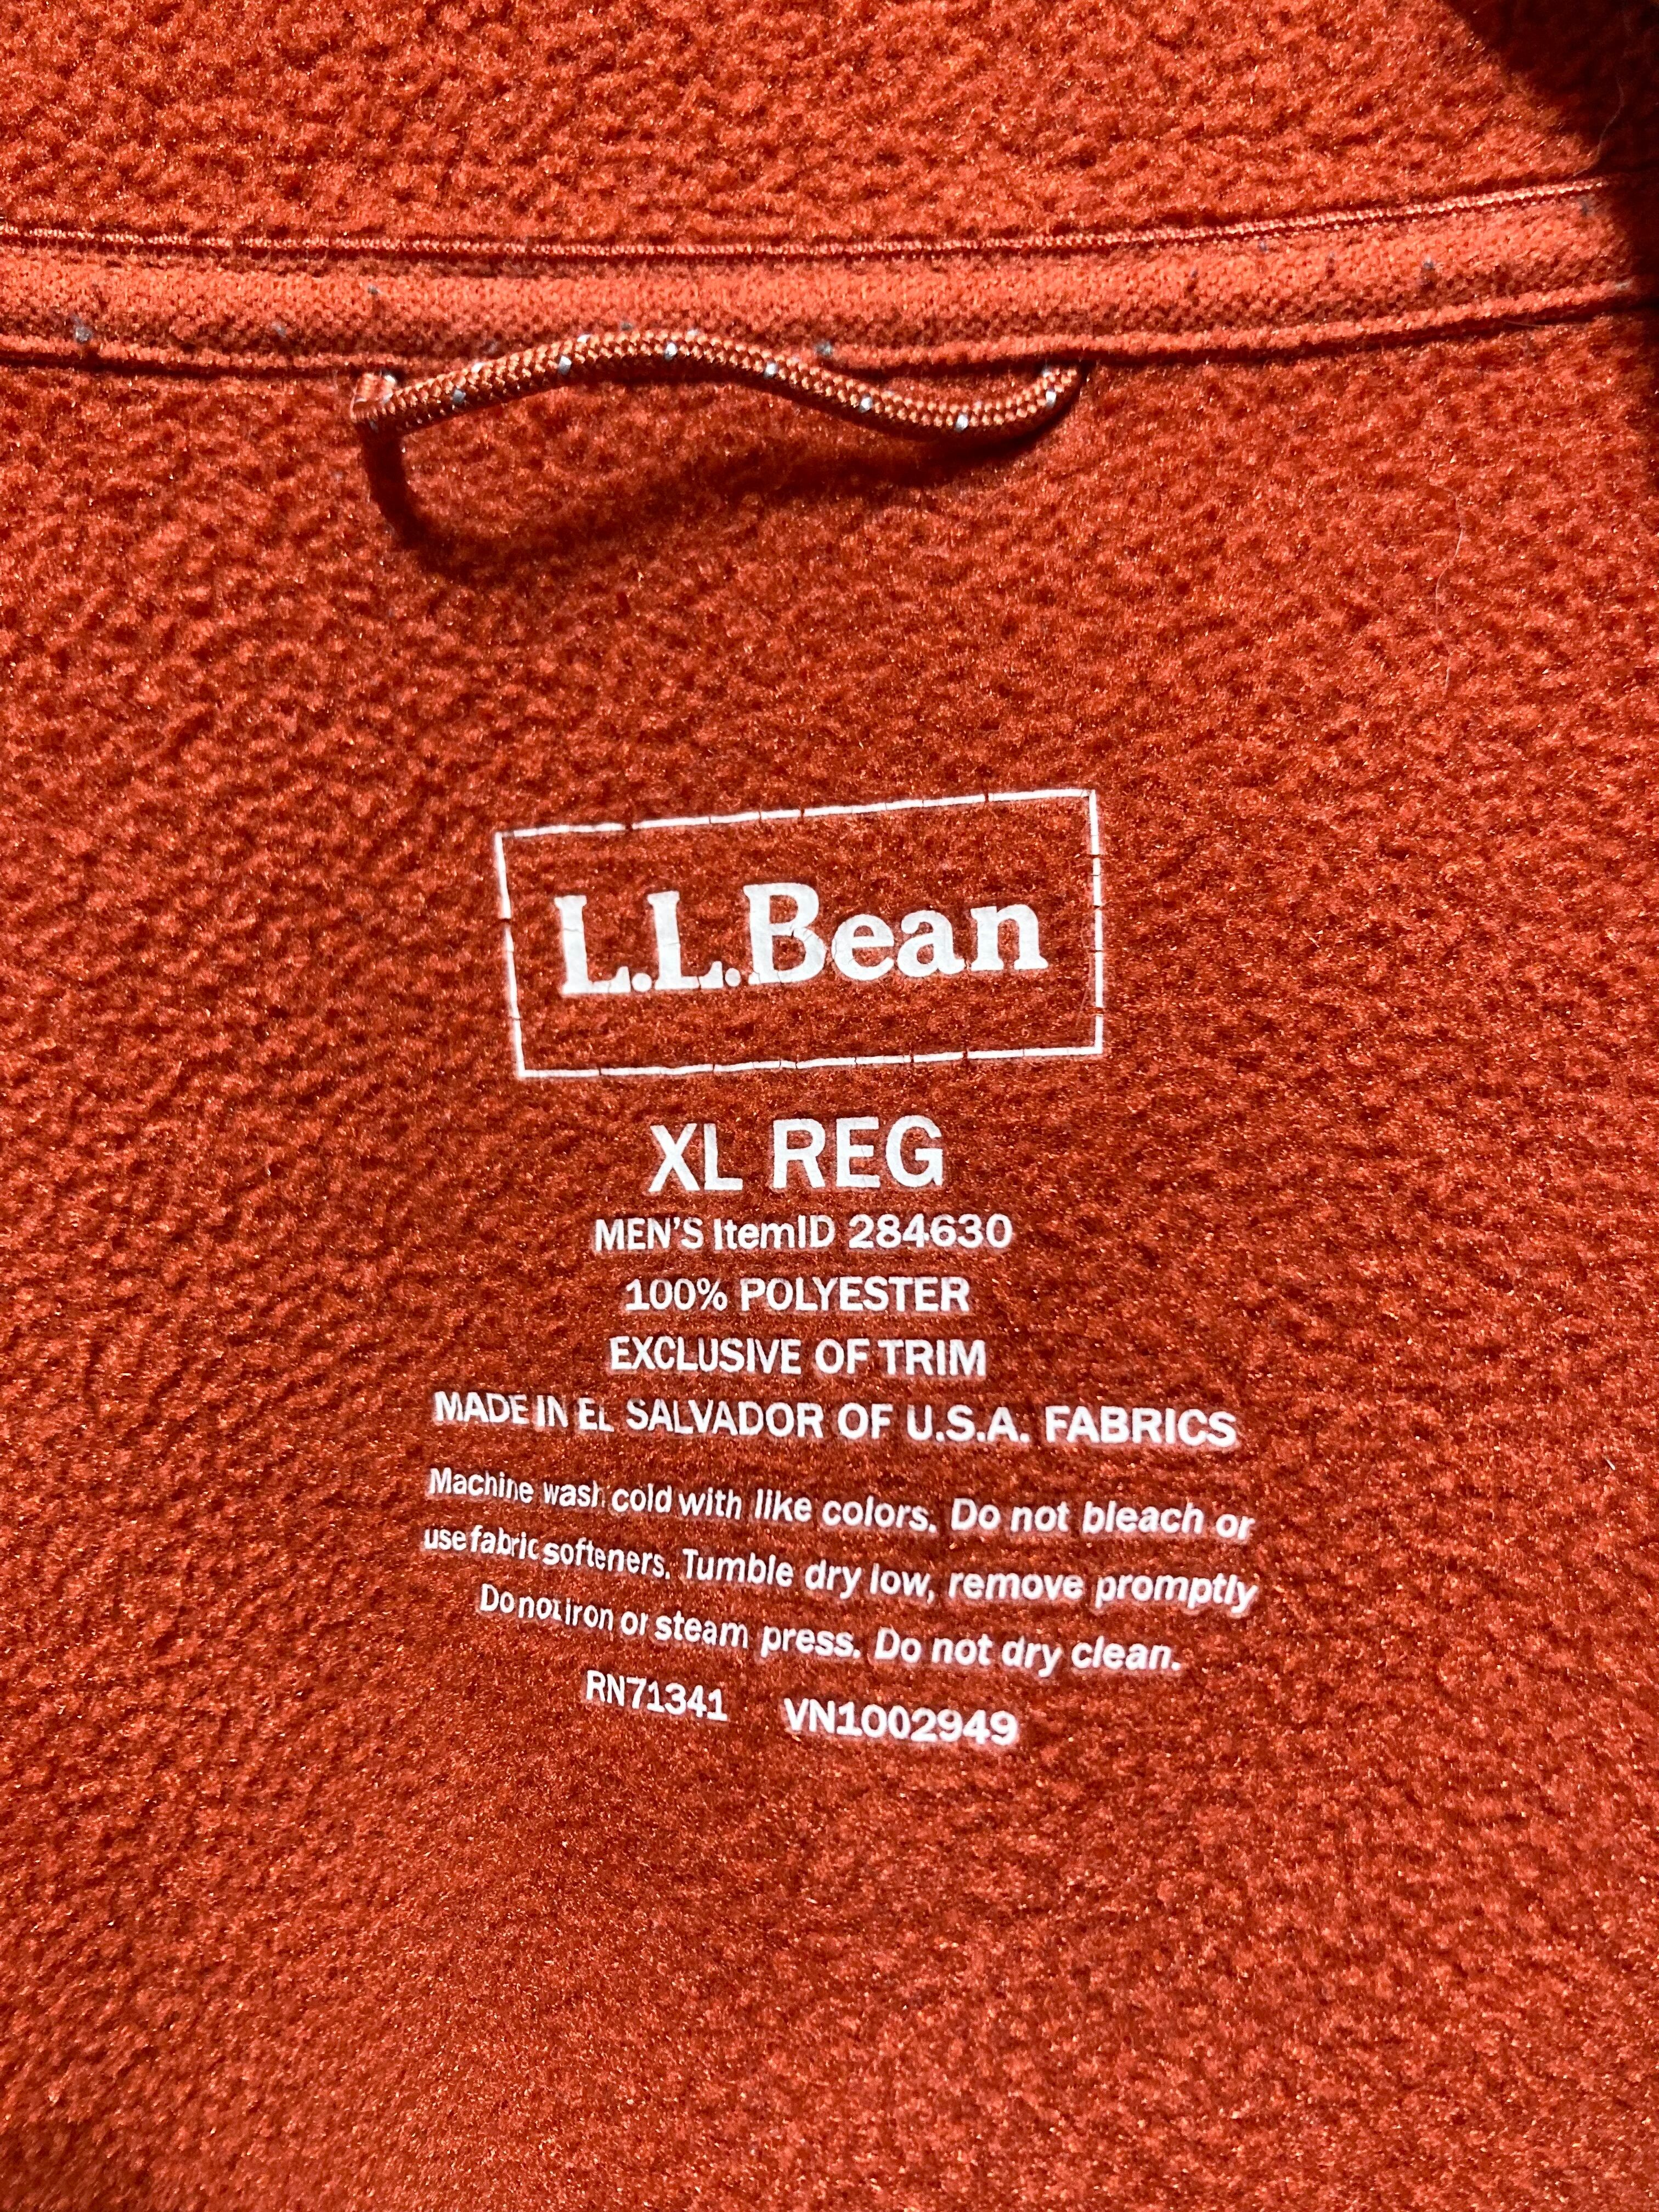 L.L.Bean
XL REG
MEN'S ItemID 284630
100% POLYESTER
EXCLUSIVE OF TRIM
MADE IN EL SALVADOR OF U.S.A. FABRICS
Machine wash cold with like colors. Do not bleach or
use fabric softeners. Tumble dry low, remove promptly
Do not iron or steam press. Do not dry clean.
RN71341 VN1002949